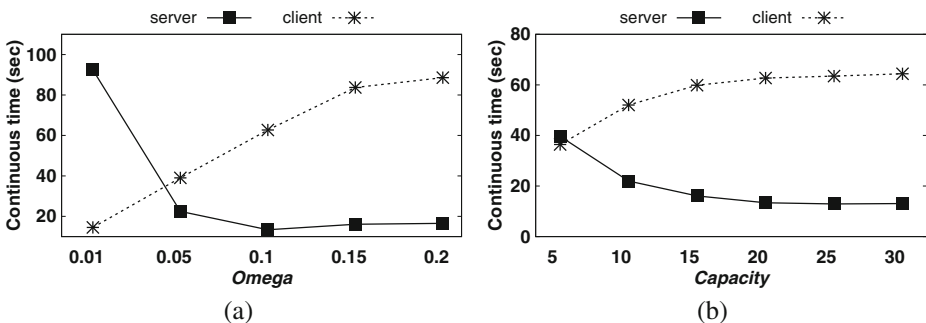 server client
Continuous time (sec)
100
80
60
40
20
0.01 0.05 0.1 0.15 0.2
Omega
(a)
server client
Continuous time (sec)
80
60
40
20
0
5 10 15 20 25 30
Capacity
(b)